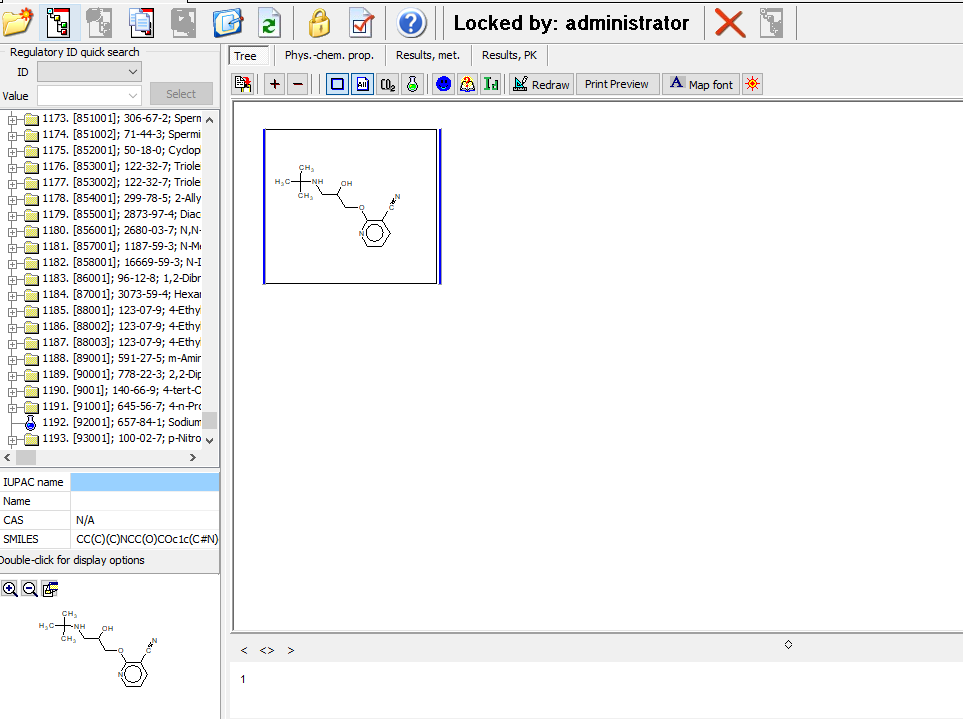 Locked by: administrator
Regulatory ID quick search
ID
Value
Select
Tree
Phys.-chem. prop.
Results, met.
Results, PK
All
CO₂
Redraw
Print Preview
A Map font
1173. [851001]; 306-67-2; Sperm
1174. [851002]; 71-44-3; Spermi
1175. [852001]; 50-18-0; Cyclop
1176. [853001]; 122-32-7; Triole
1177. [853002]; 122-32-7; Triole
1178. [854001]; 299-78-5; 2-Ally
1179. [855001]; 2873-97-4; Diac
1180. [856001]; 2680-03-7; N,N-
1181. [857001]; 1187-59-3; N-Me
1182. [858001]; 16669-59-3; N-I
1183. [86001]; 96-12-8; 1,2-Dibr
1184. [87001]; 3073-59-4; Hexar
1185. [88001]; 123-07-9; 4-Ethy
1186. [88002]; 123-07-9; 4-Ethy
1187. [88003]; 123-07-9; 4-Ethy
1188. [89001]; 591-27-5; m-Amir
1189. [90001]; 778-22-3; 2,2-Dip
1190. [9001]; 140-66-9; 4-tert-O
1191. [91001]; 645-56-7; 4-n-Pro
1192. [92001]; 657-84-1; Sodium
1193. [93001]; 100-02-7; p-Nitro
IUPAC name
Name
CAS N/A
SMILES CC(C)(C)NCC(O)COc1c(C#N)
Double-click for display options
CH₃
H₃C NH OH
CH₃
O
N
C
N
CH₃
H₃C NH OH
CH₃
O
N
C
N
< <> >
1